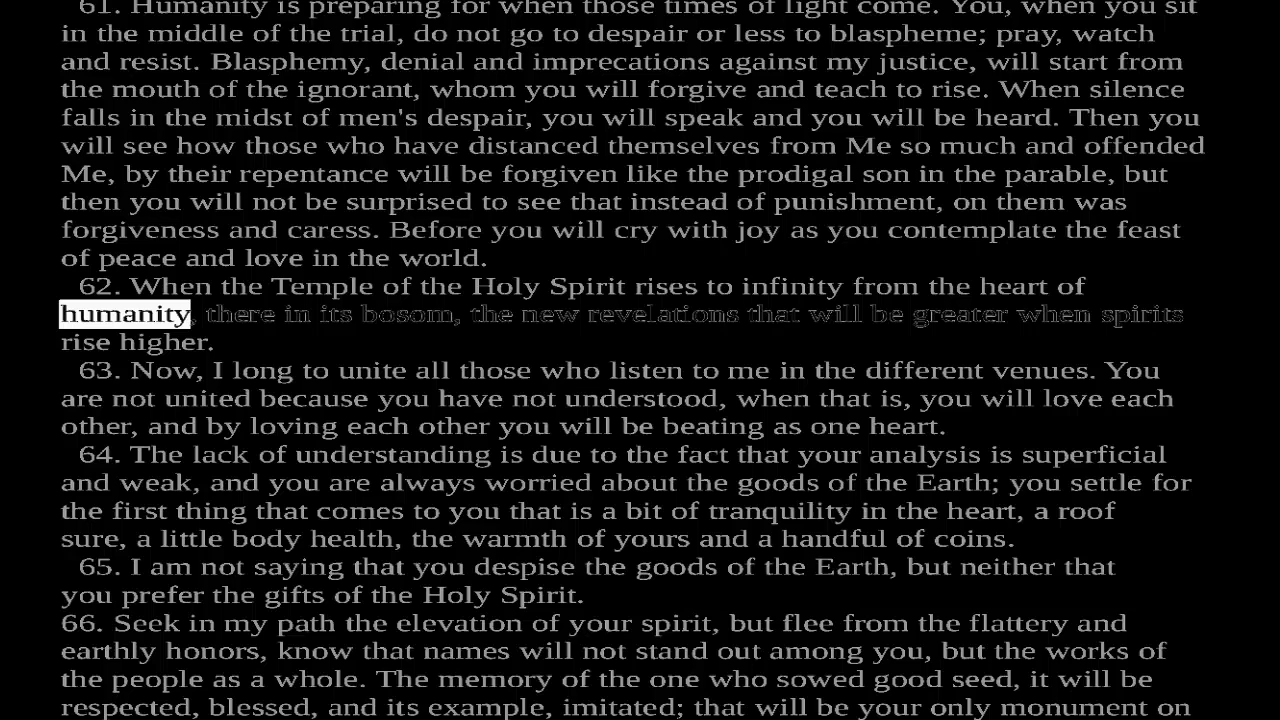 61. Humanity is preparing for when those times of light come. You, when you sit
in the middle of the trial, do not go to despair or less to blaspheme; pray, watch
and resist. Blasphemy, denial and imprecations against my justice, will start from
the mouth of the ignorant, whom you will forgive and teach to rise. When silence
falls in the midst of men's despair, you will speak and you will be heard. Then you
will see how those who have distanced themselves from Me so much and offended
Me, by their repentance will be forgiven like the prodigal son in the parable, but
then you will not be surprised to see that instead of punishment, on them was
forgiveness and caress. Before you will cry with joy as you contemplate the feast
of peace and love in the world.
62. When the Temple of the Holy Spirit rises to infinity from the heart of
humanity, there in its bosom, the new revelations that will be greater when spirits
rise higher.
63. Now, I long to unite all those who listen to me in the different venues. You
are not united because you have not understood, when that is, you will love each
other, and by loving each other you will be beating as one heart.
64. The lack of understanding is due to the fact that your analysis is superficial
and weak, and you are always worried about the goods of the Earth; you settle for
the first thing that comes to you that is a bit of tranquility in the heart, a roof
sure, a little body health, the warmth of yours and a handful of coins.
65. I am not saying that you despise the goods of the Earth, but neither that
you prefer the gifts of the Holy Spirit.
66. Seek in my path the elevation of your spirit, but flee from the flattery and
earthly honors, know that names will not stand out among you, but the works of
the people as a whole. The memory of the one who sowed good seed, it will be
respected, blessed, and its example, imitated; that will be your only monument on